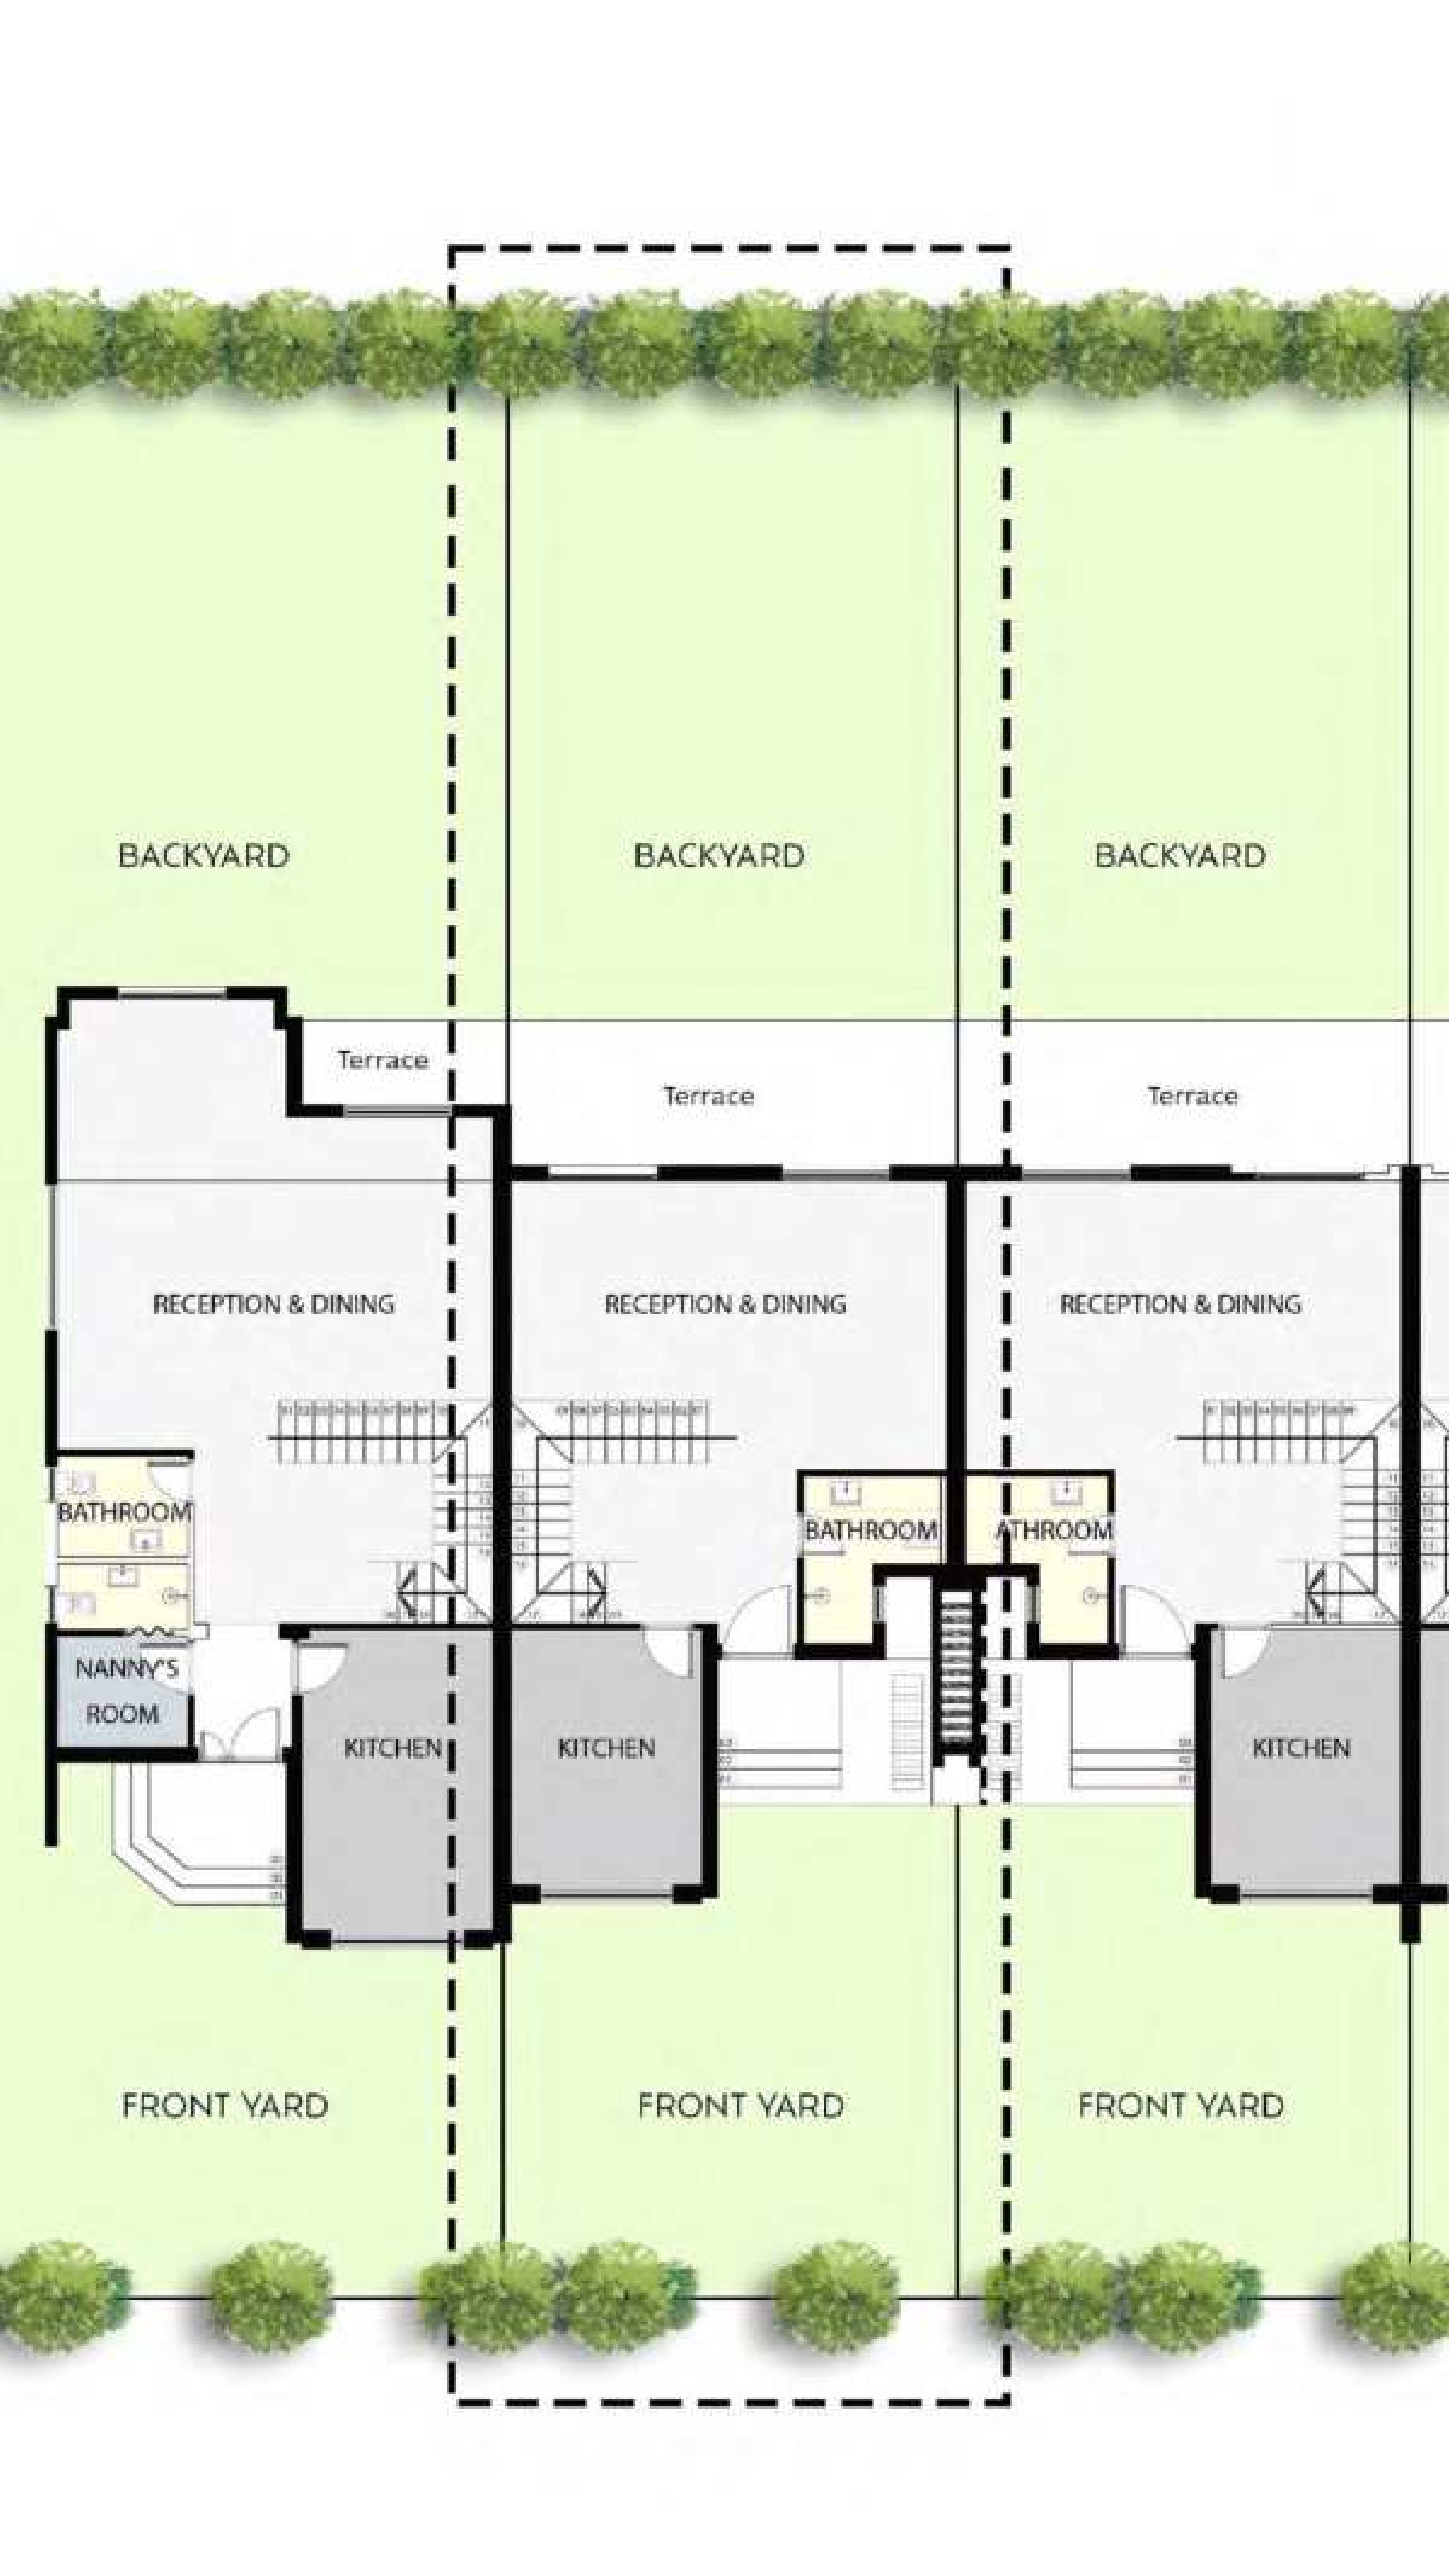 BACKYARD
BACKYARD
BACKYARD
Terrace
Terrace
Terrace
RECEPTION & DINING
RECEPTION & DINING
RECEPTION & DINING
BATHROOM
BATHROOM
ATHROOM
NANNY'S
ROOM
KITCHEN
KITCHEN
KITCHEN
FRONT YARD
FRONT YARD
FRONT YARD